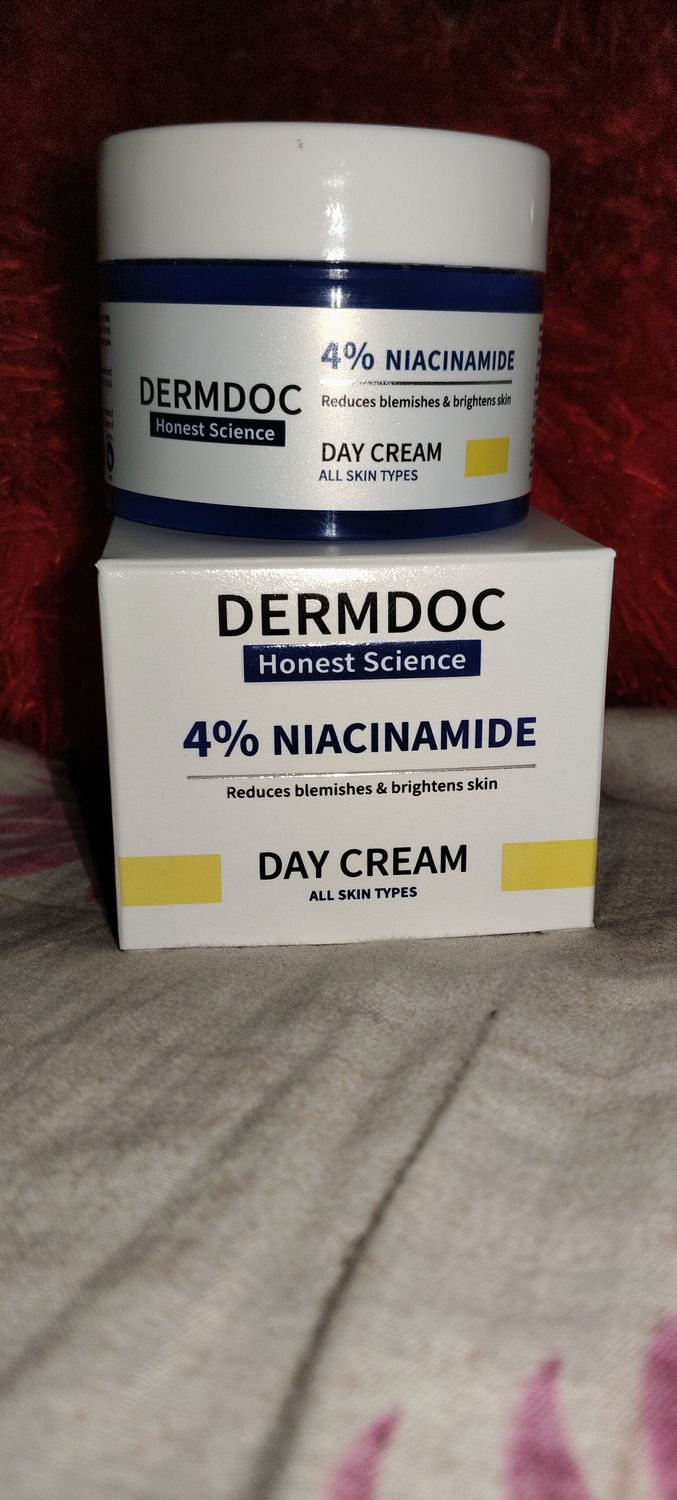 4% NIACINAMIDE
Reduces blemishes & brightens skin
DERMDOC
Honest Science
DAY CREAM
ALL SKIN TYPES
DERMDOC
Honest Science
4% NIACINAMIDE
Reduces blemishes & brightens skin
DAY CREAM
ALL SKIN TYPES